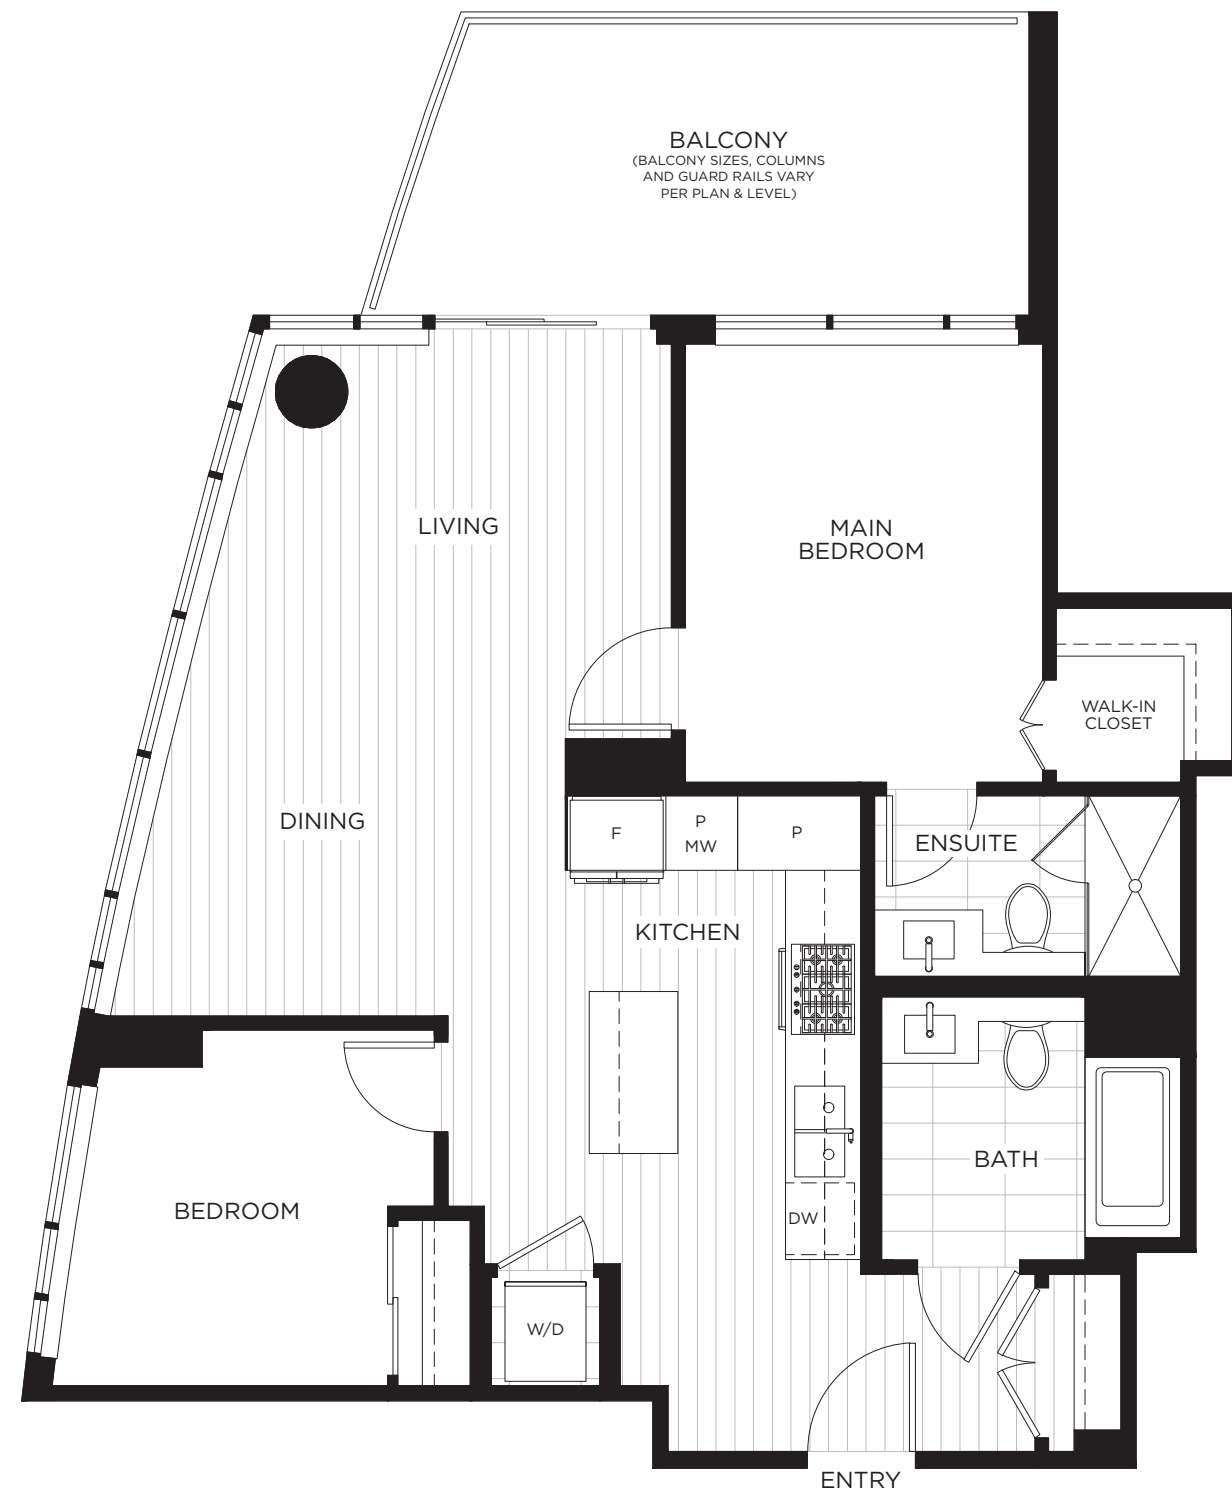 BALCONY
(BALCONY SIZES, COLUMNS
AND GUARD RAILS VARY
PER PLAN & LEVEL)
LIVING
MAIN
BEDROOM
WALK-IN
CLOSET
DINING
F
P
MW
P
ENSUITE
KITCHEN
BATH
BEDROOM
DW
W/D
ENTRY